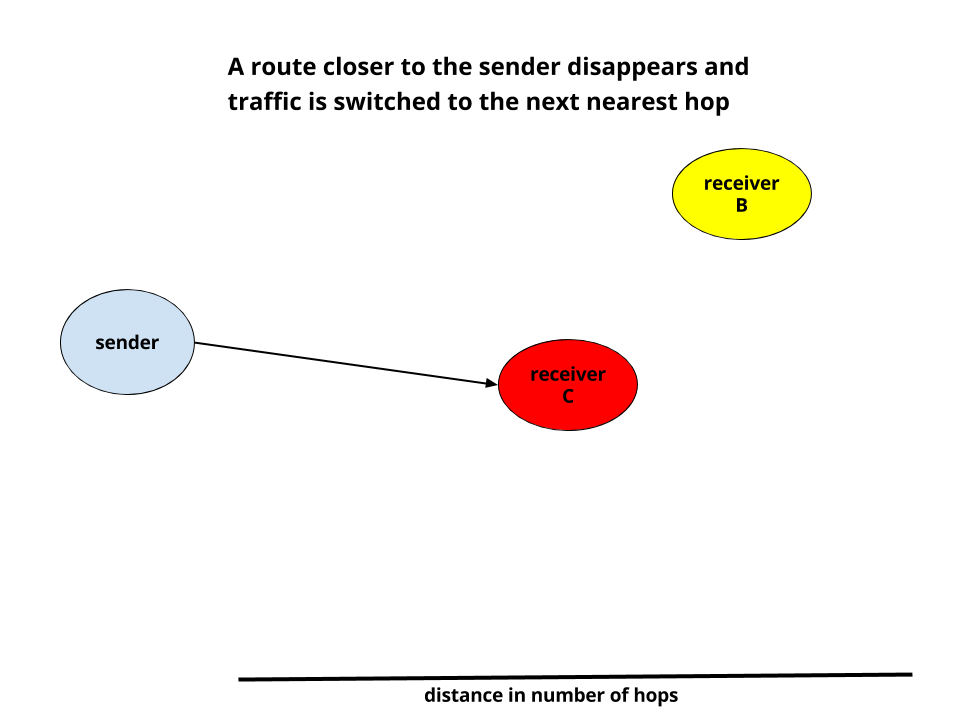 A route closer to the sender disappears and
traffic is switched to the next nearest hop
receiver
B
sender
receiver
C
distance in number of hops